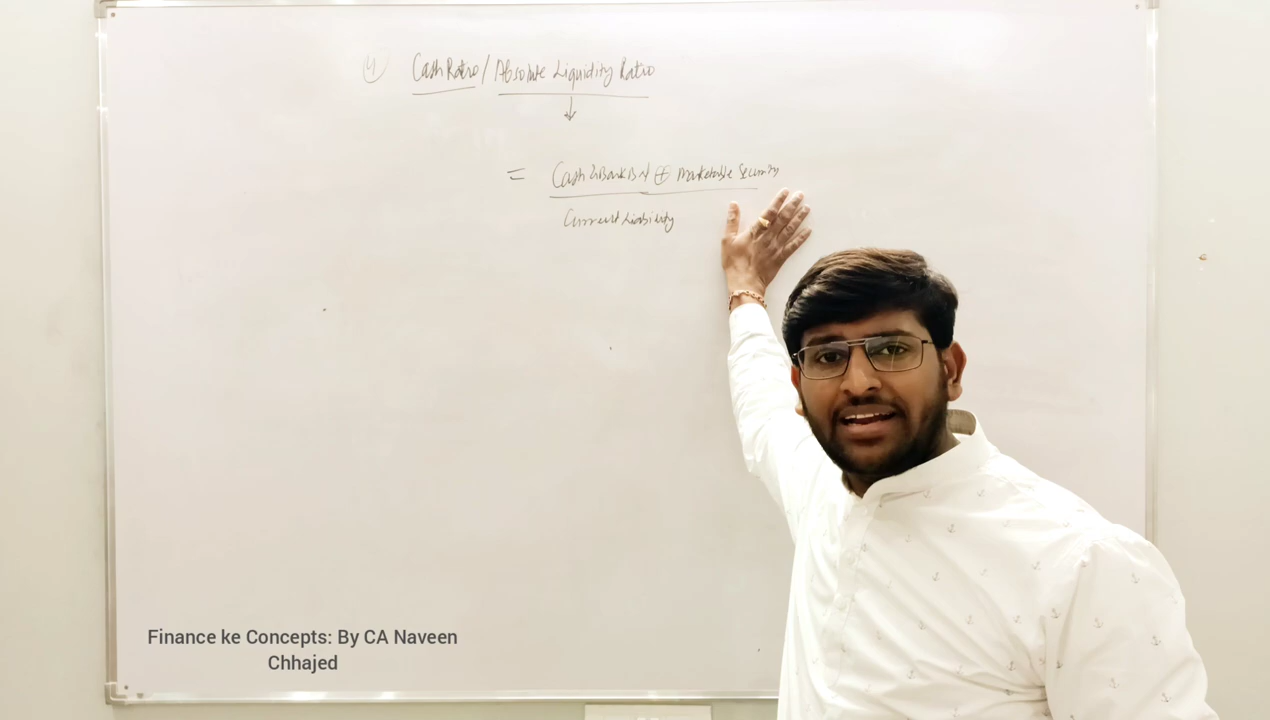 4) Cash Ratio / Absolute Liquidity Ratio
↓
= Cash & Bank Bal + Marketable Security
Current Liability
Finance ke Concepts: By CA Naveen
Chhajed